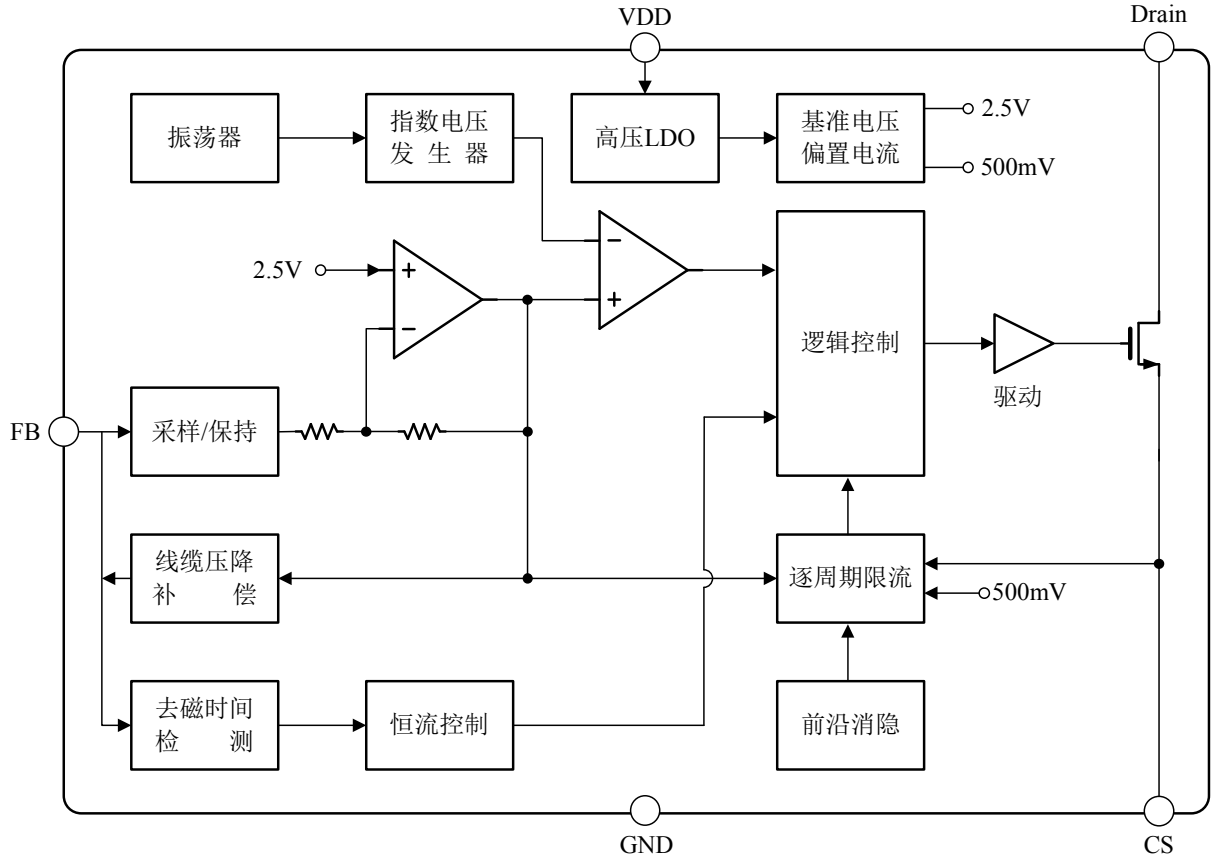 VDD
Drain
振荡器
指数电压
发 生 器
高压LDO
基准电压
偏置电流
2.5V
500mV
2.5V
+
−
−
+
逻辑控制
驱动
FB
采样/保持
线缆压降
补 偿
逐周期限流
500mV
去磁时间
检 测
恒流控制
前沿消隐
GND
CS